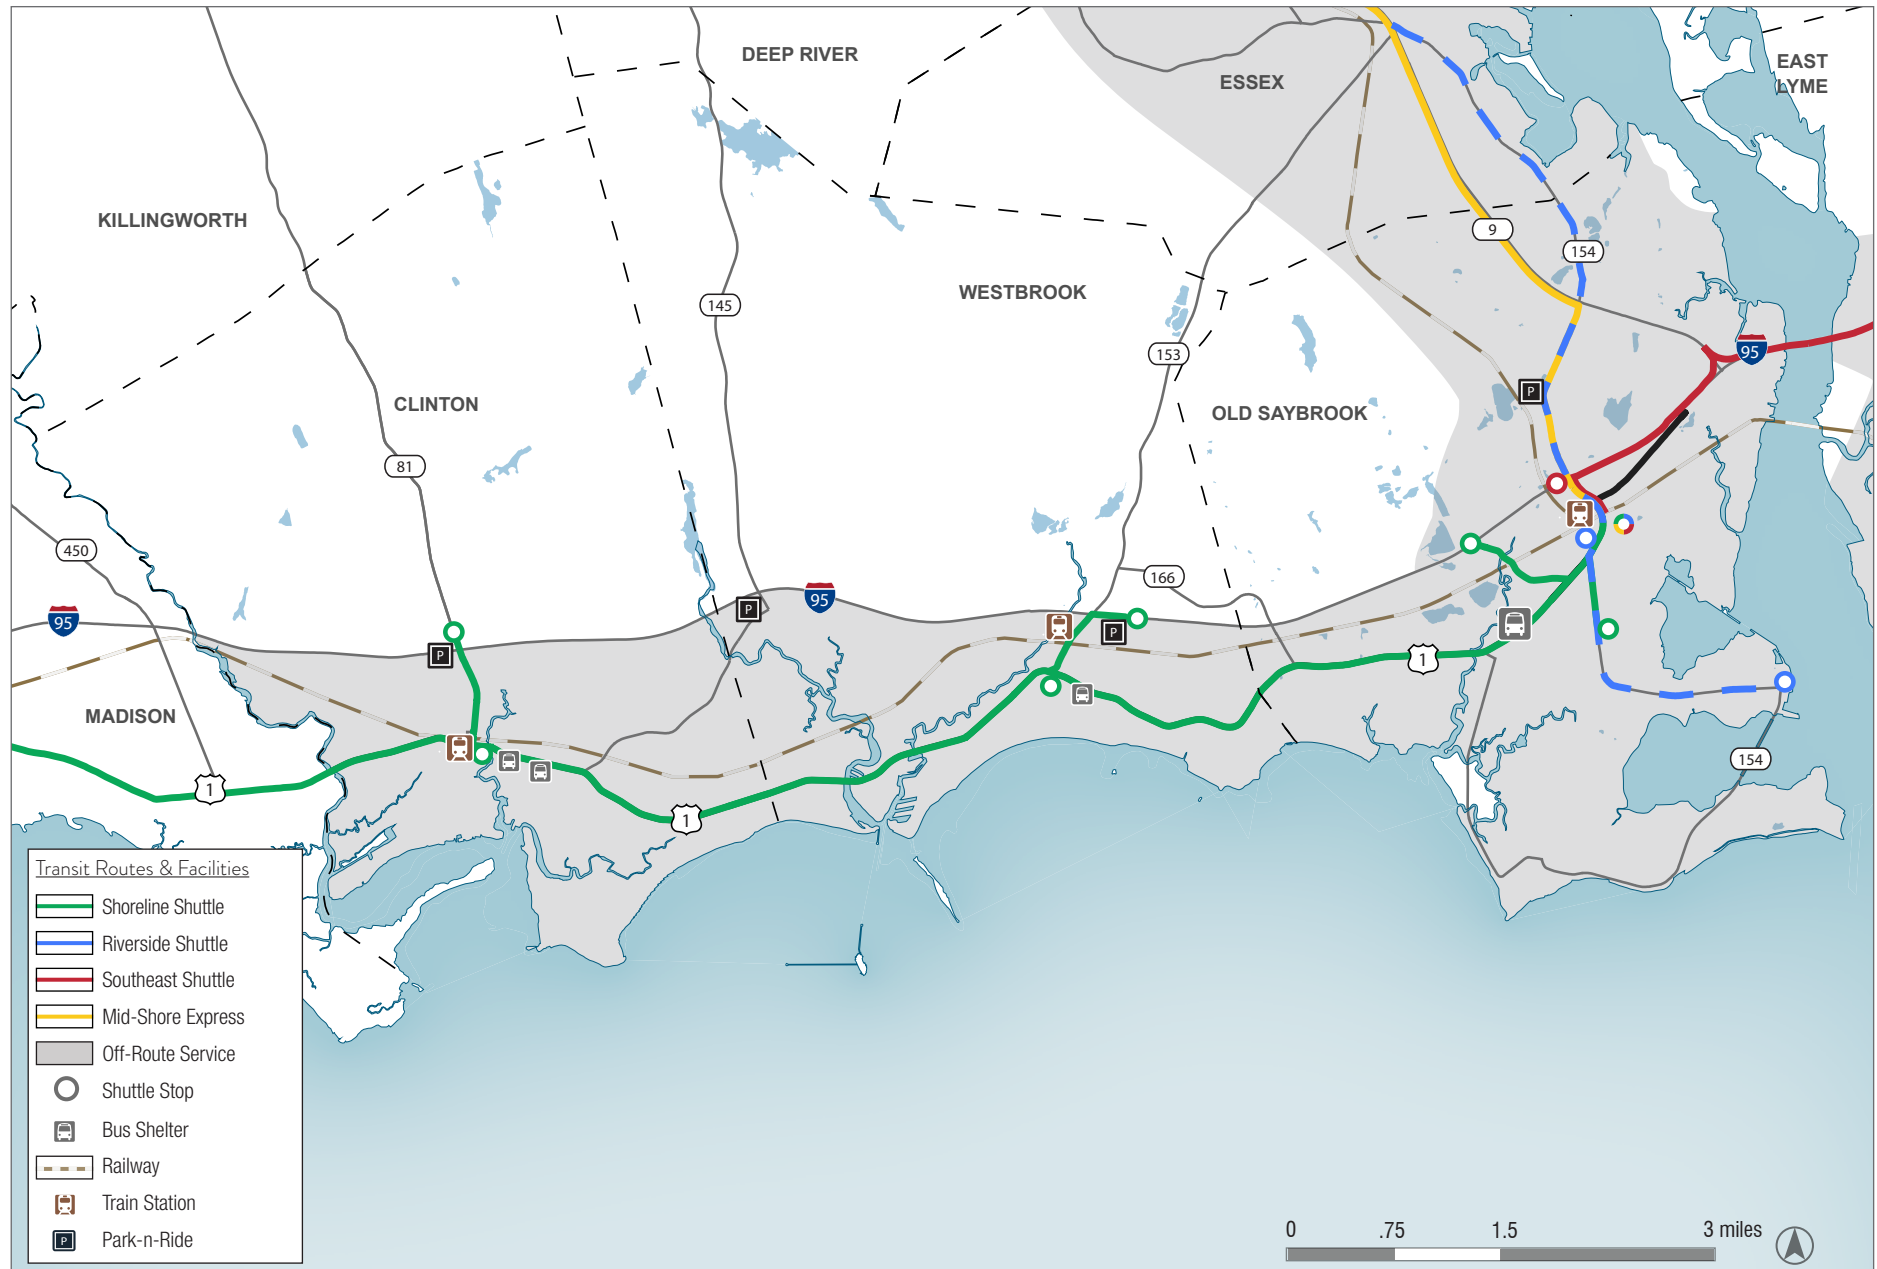 DEEP RIVER
ESSEX
EAST
LYME
KILLINGWORTH
9
154
WESTBROOK
145
95
153
CLINTON
OLD SAYBROOK
P
81
450
166
95
P
95
P
P
1
MADISON
154
1
1
Transit Routes & Facilities
Shoreline Shuttle
Riverside Shuttle
Southeast Shuttle
Mid-Shore Express
Off-Route Service
Shuttle Stop
Bus Shelter
Railway
Train Station
P
Park-n-Ride
0 .75 1.5 3 miles